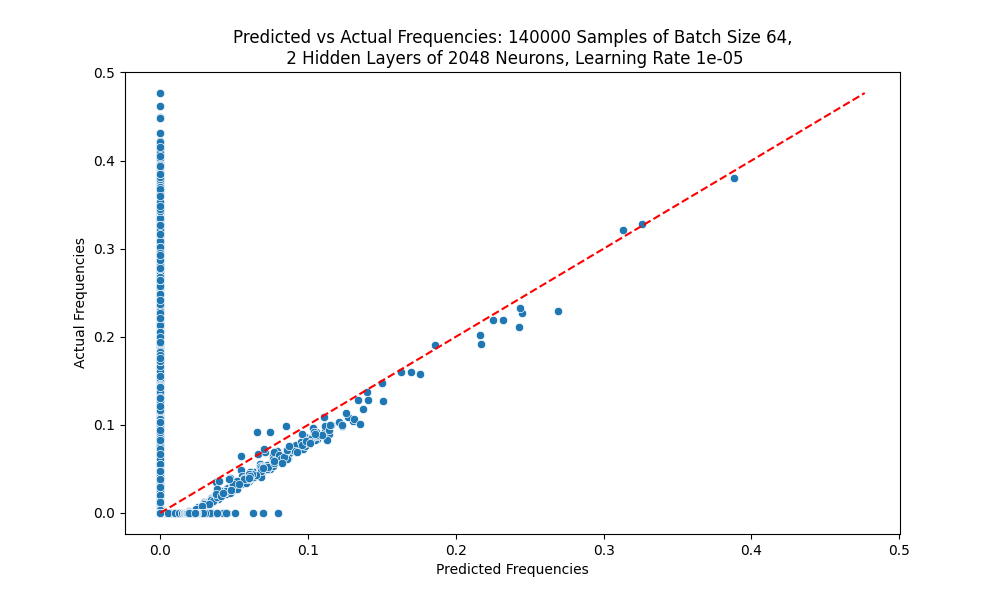 Predicted vs Actual Frequencies: 140000 Samples of Batch Size 64,
2 Hidden Layers of 2048 Neurons, Learning Rate 1e-05
0.5
0.4
0.3
0.2
0.1
0.0
Actual Frequencies
0.0 0.1 0.2 0.3 0.4 0.5
Predicted Frequencies